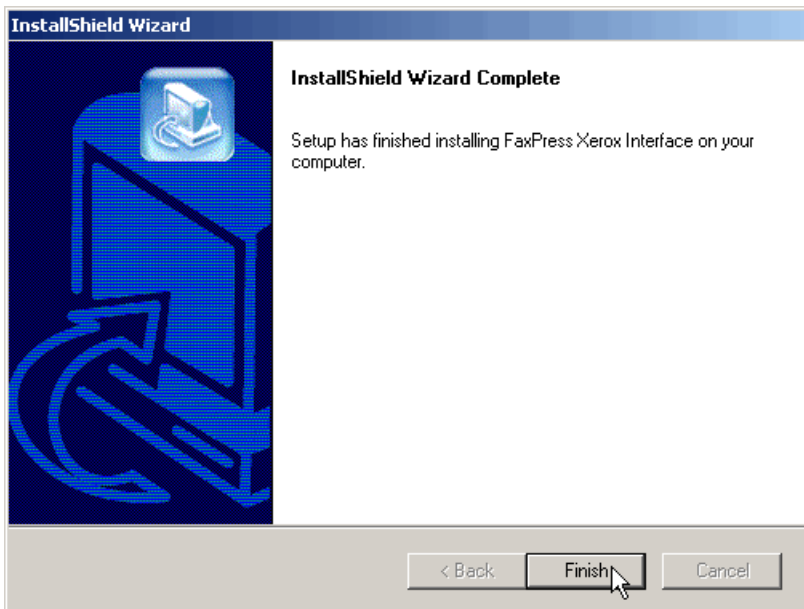 InstallShield Wizard
InstallShield Wizard Complete
Setup has finished installing FaxPress Xerox Interface on your
computer.
< Back
Finish
Cancel